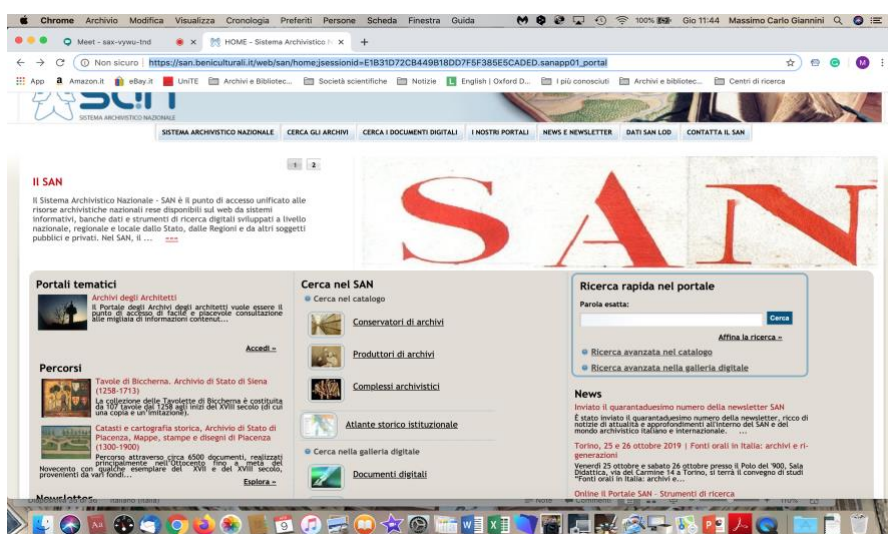 Chrome Archivio Modifica Visualizza Cronologia Preferiti Persone Scheda Finestra Guida 100% Gio 11:44 Massimo Carlo Giannini
Meet - sax-vywu-tnd HOME - Sistema Archivistico
Non sicuro https://san.beniculturali.it/web/san/home;jsessionid=E1B31D72CB449B18DD7F5F385E5CADED.sanapp01_portal
App Amazon.it eBay.it UniTE Archivi e Bibliotec... Società scientifiche Notizie English | Oxford D... I più conosciuti Archivi e bibliotec... Centri di ricerca
SISTEMA ARCHIVISTICO NAZIONALE
SISTEMA ARCHIVISTICO NAZIONALE CERCA GLI ARCHIVI CERCA I DOCUMENTI DIGITALI I NOSTRI PORTALI NEWS E NEWSLETTER DATI SAN LOD CONTATTA IL SAN
1 2
SAN
Il SAN
Il Sistema Archivistico Nazionale - SAN è il punto di accesso unificato alle
risorse archivistiche nazionali rese disponibili sul web da sistemi
informativi, banche dati e strumenti di ricerca digitali sviluppati a livello
nazionale, regionale e locale dallo Stato, dalle Regioni e da altri soggetti
pubblici e privati. Nel SAN, il ... »»»
Portali tematici
Archivi degli Architetti
Il Portale degli Archivi degli architetti vuole essere il
punto di accesso di facile e piacevole consultazione
alle migliaia di informazioni contenut...
Accedi »
Percorsi
Tavole di Biccherna. Archivio di Stato di Siena
(1258-1713)
La collezione delle Tavolette di Biccherna è costituita
da 107 tavole dal 1258 agli inizi del XVIII secolo (di cui
una copia e un'imitazione).
Catasti e cartografia storica, Archivio di Stato di
Piacenza, Mappe, stampe e disegni di Piacenza
(1300-1900)
Percorso attraverso circa 6500 documenti, realizzati
principalmente nell'Ottocento fino a metà del
Novecento con qualche esemplare del XVII e del XVIII secolo,
provenienti da vari fondi...
Esplora »
Newsletter
Cerca nel SAN
Cerca nel catalogo
Conservatori di archivi
Produttori di archivi
Complessi archivistici
Atlante storico istituzionale
Cerca nella galleria digitale
Documenti digitali
Ricerca rapida nel portale
Parola esatta:
Cerca
Affina la ricerca »
Ricerca avanzata nel catalogo
Ricerca avanzata nella galleria digitale
News
Inviato il quarantaduesimo numero della newsletter SAN
È stato inviato il quarantaduesimo numero della newsletter, ricco di
notizie di attualità e approfondimenti all'interno del SAN e del
mondo archivistico italiano e internazionale. ...
Torino, 25 e 26 ottobre 2019 | Fonti orali in Italia: archivi e ri-
generazioni
Venerdì 25 ottobre e sabato 26 ottobre presso il Polo del '900, Sala
Didattica, via del Carmine 14 a Torino, si terrà il convegno di studi
"Fonti orali in Italia: archivi e...
Online il Portale SAN - Strumenti di ricerca